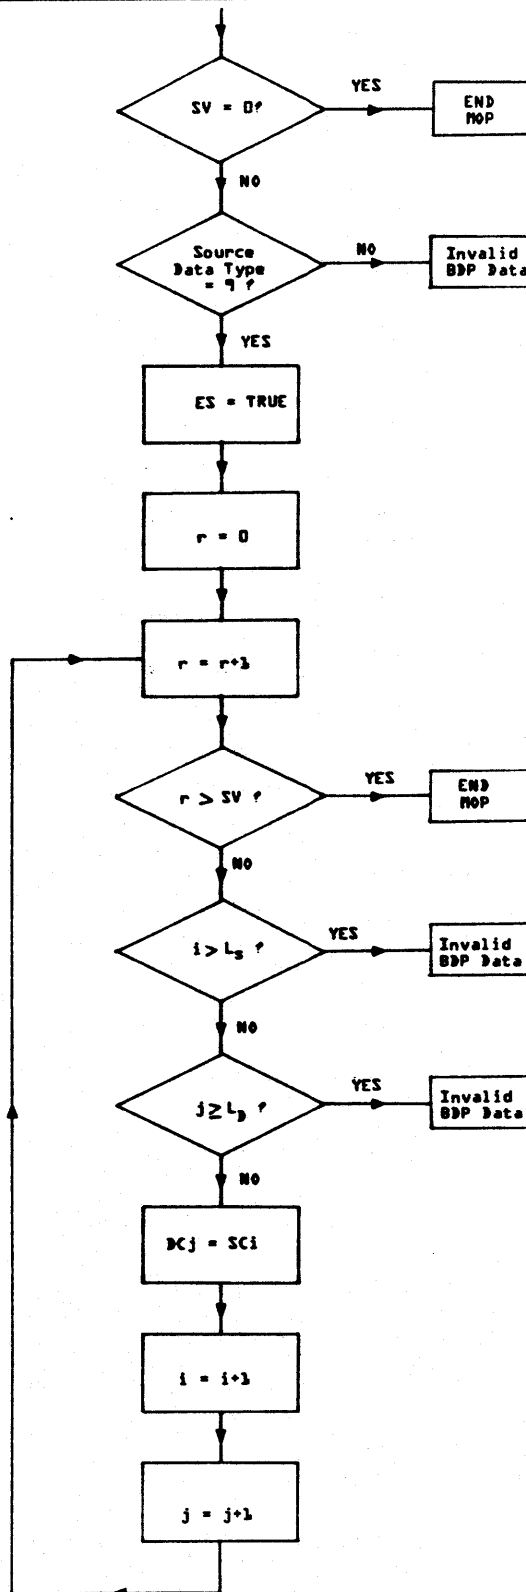 SV = 0?
YES
END
MOP
NO
Source
Data Type
= 9 ?
NO
Invalid
BDP Data
YES
ES = TRUE
r = 0
r = r+1
r > SV ?
YES
END
MOP
NO
i > LS ?
YES
Invalid
BDP Data
NO
j ≥ LD ?
YES
Invalid
BDP Data
NO
DCj = SCi
i = i+1
j = j+1